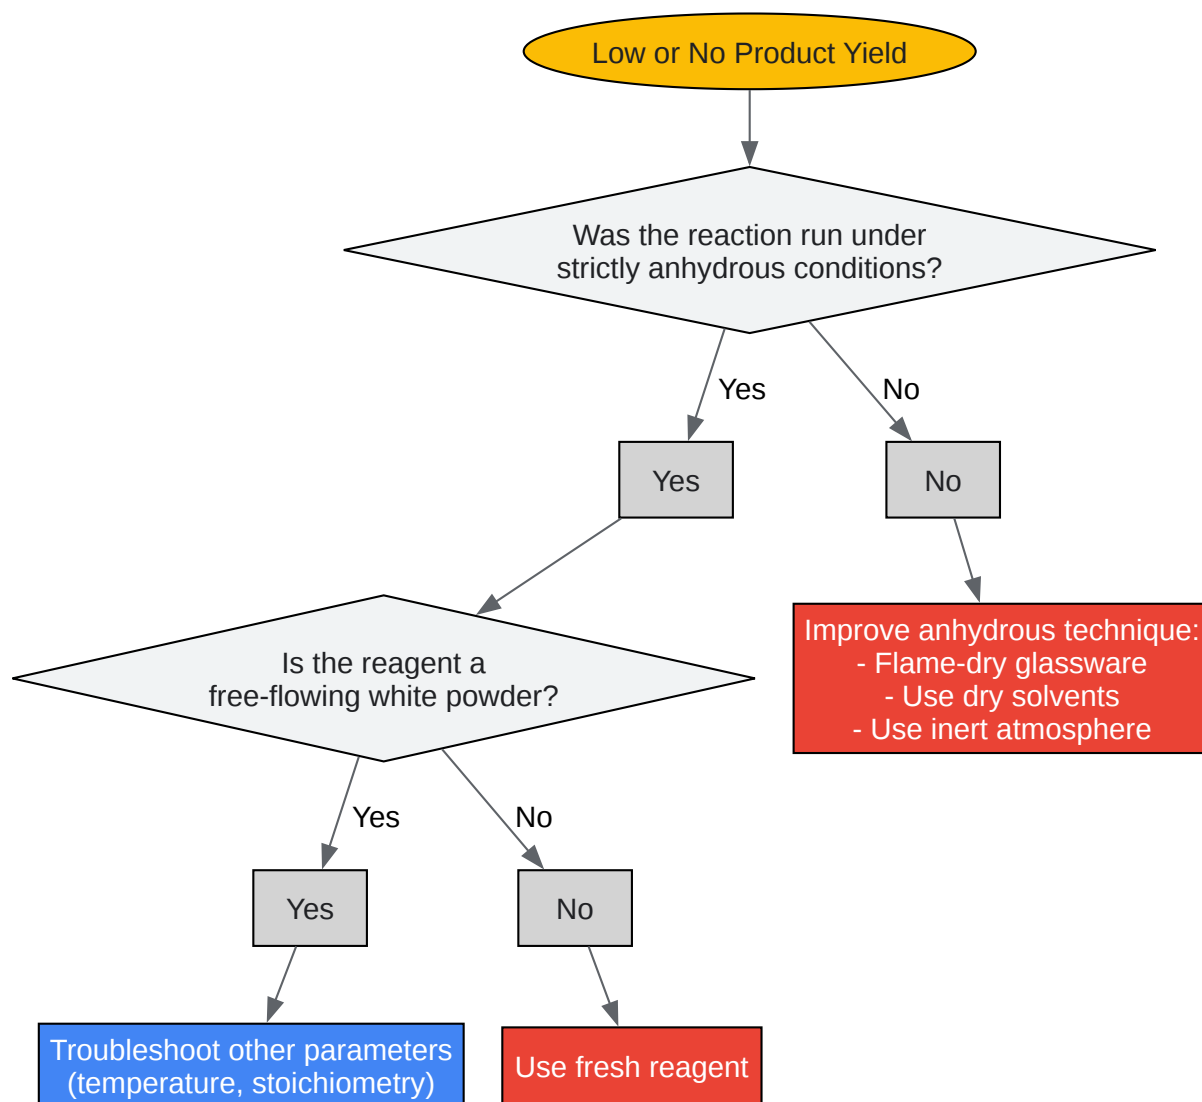 Low or No Product Yield
Was the reaction run under
strictly anhydrous conditions?
Yes
No
Yes
No
Improve anhydrous technique:
- Flame-dry glassware
- Use dry solvents
- Use inert atmosphere
Is the reagent a
free-flowing white powder?
Yes
No
Yes
No
Troubleshoot other parameters
(temperature, stoichiometry)
Use fresh reagent